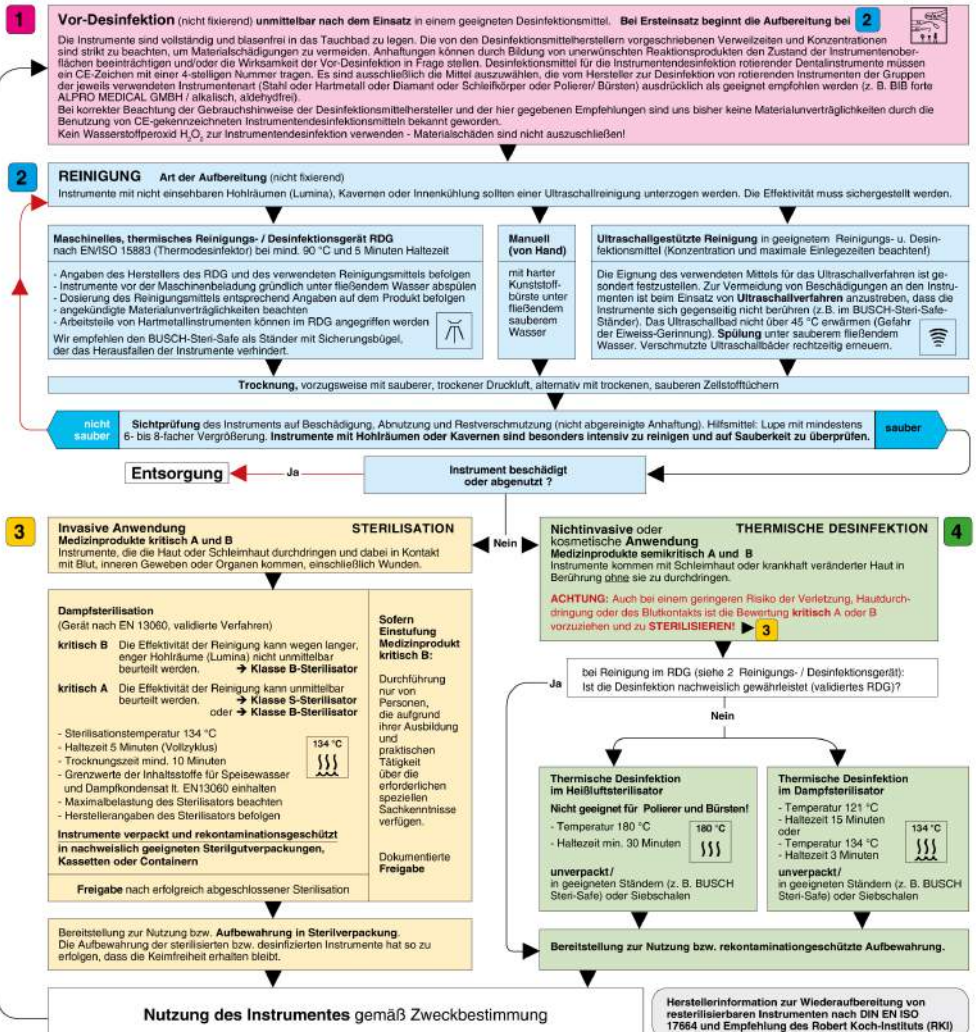 1
Vor-Desinfektion (nicht fixierend) unmittelbar nach dem Einsatz in einem geeigneten Desinfektionsmittel. Bei Ersteinsatz beginnt die Aufbereitung bei 2
Die Instrumente sind vollständig und blasenfrei in das Tauchbad zu legen. Die von den Desinfektionsmittelherstellern vorgeschriebenen Verweilzeiten und Konzentrationen
sind strikt zu beachten, um Materialschädigungen zu vermeiden. Anhaftungen können durch Bildung von unerwünschten Reaktionsprodukten den Zustand der Instrumentenober-
flächen beeinträchtigen und/oder die Wirksamkeit der Vor-Desinfektion in Frage stellen. Desinfektionsmittel für die Instrumentendesinfektion rotierender Dentalinstrumente müssen
ein CE-Zeichen mit einer 4-stelligen Nummer tragen. Es sind ausschließlich die Mittel auszuwählen, die vom Hersteller zur Desinfektion von rotierenden Instrumenten der Gruppen
der jeweils verwendeten Instrumentenart (Stahl oder Hartmetall oder Diamant oder Schleifkörper oder Polierer/ Bürsten) ausdrücklich als geeignet empfohlen werden (z. B. BIB forte
ALPRO MEDICAL GMBH / alkalisch, aldehydfrei).
Bei korrekter Beachtung der Gebrauchshinweise der Desinfektionsmittelhersteller und der hier gegebenen Empfehlungen sind uns bisher keine Materialunverträglichkeiten durch die
Benutzung von CE-gekennzeichneten Instrumentendesinfektionsmitteln bekannt geworden.
Kein Wasserstoffperoxid H₂O₂ zur Instrumentendesinfektion verwenden - Materialschäden sind nicht auszuschließen!
2
REINIGUNG Art der Aufbereitung (nicht fixierend)
Instrumente mit nicht einsehbaren Hohlräumen (Lumina), Kavernen oder Innenkühlung sollten einer Ultraschallreinigung unterzogen werden. Die Effektivität muss sichergestellt werden.
Maschinelles, thermisches Reinigungs- / Desinfektionsgerät RDG
nach EN/ISO 15883 (Thermodesinfektor) bei mind. 90 °C und 5 Minuten Haltezeit
- Angaben des Herstellers des RDG und des verwendeten Reinigungsmittels befolgen
- Instrumente vor der Maschinenbeladung gründlich unter fließendem Wasser abspülen
- Dosierung des Reinigungsmittels entsprechend Angaben auf dem Produkt befolgen
- angekündigte Materialunverträglichkeiten beachten
- Arbeitsteile von Hartmetallinstrumenten können im RDG angegriffen werden
Wir empfehlen den BUSCH-Steri-Safe als Ständer mit Sicherungsbügel,
der das Herausfallen der Instrumente verhindert.
Manuell
(von Hand)
mit harter
Kunststoff-
bürste unter
fließendem
sauberem
Wasser
Ultraschallgestützte Reinigung in geeignetem Reinigungs- u. Desin-
fektionsmittel (Konzentration und maximale Einlegezeiten beachten!)
Die Eignung des verwendeten Mittels für das Ultraschallverfahren ist ge-
sondert festzustellen. Zur Vermeidung von Beschädigungen an den Instru-
menten ist beim Einsatz von Ultraschallverfahren anzustreben, dass die
Instrumente sich gegenseitig nicht berühren (z.B. im BUSCH-Steri-Safe-
Ständer). Das Ultraschallbad nicht über 45 °C erwärmen (Gefahr
der Eiweiss-Gerinnung). Spülung unter sauberem fließendem
Wasser. Verschmutzte Ultraschallbäder rechtzeitig erneuern.
Trocknung, vorzugsweise mit sauberer, trockener Druckluft, alternativ mit trockenen, sauberen Zellstofftüchern
nicht
sauber
Sichtprüfung des Instruments auf Beschädigung, Abnutzung und Restverschmutzung (nicht abgereinigte Anhaftung). Hilfsmittel: Lupe mit mindestens
6- bis 8-facher Vergrößerung. Instrumente mit Hohlräumen oder Kavernen sind besonders intensiv zu reinigen und auf Sauberkeit zu überprüfen.
sauber
Entsorgung
Ja
Instrument beschädigt
oder abgenutzt ?
Nein
3
Invasive Anwendung STERILISATION
Medizinprodukte kritisch A und B
Instrumente, die die Haut oder Schleimhaut durchdringen und dabei in Kontakt
mit Blut, inneren Geweben oder Organen kommen, einschließlich Wunden.
Dampfsterilisation
(Gerät nach EN 13060, validierte Verfahren)
kritisch B Die Effektivität der Reinigung kann wegen langer,
enger Hohlräume (Lumina) nicht unmittelbar
beurteilt werden. ➔ Klasse B-Sterilisator
kritisch A Die Effektivität der Reinigung kann unmittelbar
beurteilt werden. ➔ Klasse S-Sterilisator
oder ➔ Klasse B-Sterilisator
- Sterilisationstemperatur 134 °C
- Haltezeit 5 Minuten (Vollzyklus)
- Trocknungszeit mind. 10 Minuten
- Grenzwerte der Inhaltsstoffe für Speisewasser
und Dampfkondensat lt. EN13060 einhalten
- Maximalbelastung des Sterilisators beachten
- Herstellerangaben des Sterilisators befolgen
134 °C
Instrumente verpackt und rekontaminationsgeschützt
in nachweislich geeigneten Sterilgutverpackungen,
Kassetten oder Containern
Freigabe nach erfolgreich abgeschlossener Sterilisation
Sofern
Einstufung
Medizinprodukt
kritisch B:
Durchführung
nur von
Personen,
die aufgrund
ihrer Ausbildung
und
praktischen
Tätigkeit
über die
erforderlichen
speziellen
Sachkenntnisse
verfügen.
Dokumentierte
Freigabe
Bereitstellung zur Nutzung bzw. Aufbewahrung in Sterilverpackung.
Die Aufbewahrung der sterilisierten bzw. desinfizierten Instrumente hat so zu
erfolgen, dass die Keimfreiheit erhalten bleibt.
4
Nichtinvasive oder THERMISCHE DESINFEKTION
kosmetische Anwendung
Medizinprodukte semikritisch A und B
Instrumente kommen mit Schleimhaut oder krankhaft veränderter Haut in
Berührung ohne sie zu durchdringen.
ACHTUNG: Auch bei einem geringeren Risiko der Verletzung, Hautdurch-
dringung oder des Blutkontakts ist die Bewertung kritisch A oder B
vorzuziehen und zu STERILISIEREN! 3
Ja
bei Reinigung im RDG (siehe 2 Reinigungs- / Desinfektionsgerät):
Ist die Desinfektion nachweislich gewährleistet (validiertes RDG)?
Nein
Thermische Desinfektion
im Heißluftsterilisator
Nicht geeignet für Polierer und Bürsten!
- Temperatur 180 °C
- Haltezeit min. 30 Minuten
180 °C
unverpackt/
in geeigneten Ständern (z. B. BUSCH
Steri-Safe) oder Siebschalen
Thermische Desinfektion
im Dampfsterilisator
- Temperatur 121 °C
- Haltezeit 15 Minuten
oder
- Temperatur 134 °C
- Haltezeit 3 Minuten
134 °C
unverpackt/
in geeigneten Ständern (z. B. BUSCH
Steri-Safe) oder Siebschalen
Bereitstellung zur Nutzung bzw. rekontaminationgeschützte Aufbewahrung.
Nutzung des Instrumentes gemäß Zweckbestimmung
Herstellerinformation zur Wiederaufbereitung von
resterilisierbaren Instrumenten nach DIN EN ISO
17664 und Empfehlung des Robert Koch-Instituts (RKI)